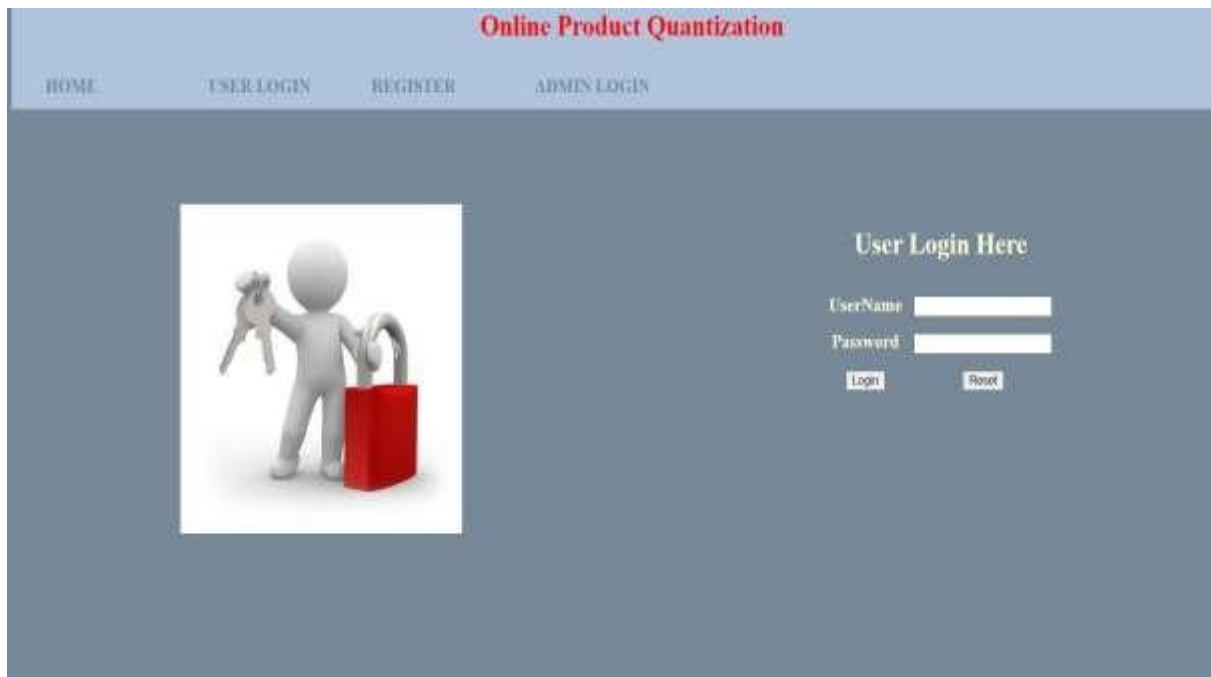 Online Product Quantization
HOME USER LOGIN REGISTER ADMIN LOGIN
User Login Here
UserName
Password
Login Reset